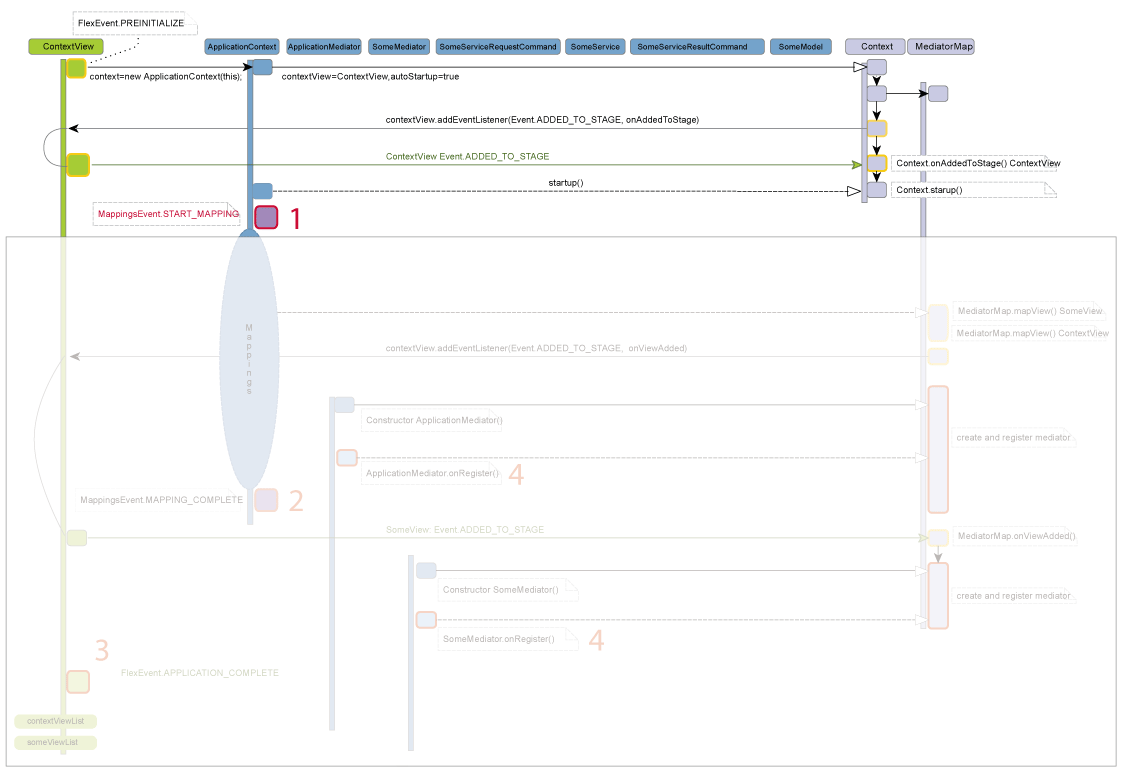 FlexEvent.PREINITIALIZE
ContextView
ApplicationContext
ApplicationMediator
SomeMediator
SomeServiceRequestCommand
SomeService
SomeServiceResultCommand
SomeModel
Context
MediatorMap
context=new ApplicationContext(this);
contextView=ContextView,autoStartup=true
contextView.addEventListener(Event.ADDED_TO_STAGE, onAddedToStage)
ContextView Event.ADDED_TO_STAGE
Context.onAddedToStage() ContextView
startup()
Context.starup()
MappingsEvent.START_MAPPING
1
Mappings
MediatorMap.mapView() SomeView
MediatorMap.mapView() ContextView
contextView.addEventListener(Event.ADDED_TO_STAGE, onViewAdded)
Constructor ApplicationMediator()
create and register mediator
ApplicationMediator.onRegister()
4
MappingsEvent.MAPPING_COMPLETE
2
SomeView: Event.ADDED_TO_STAGE
MediatorMap.onViewAdded()
Constructor SomeMediator()
create and register mediator
SomeMediator.onRegister()
4
3
FlexEvent.APPLICATION_COMPLETE
contextViewList
someViewList